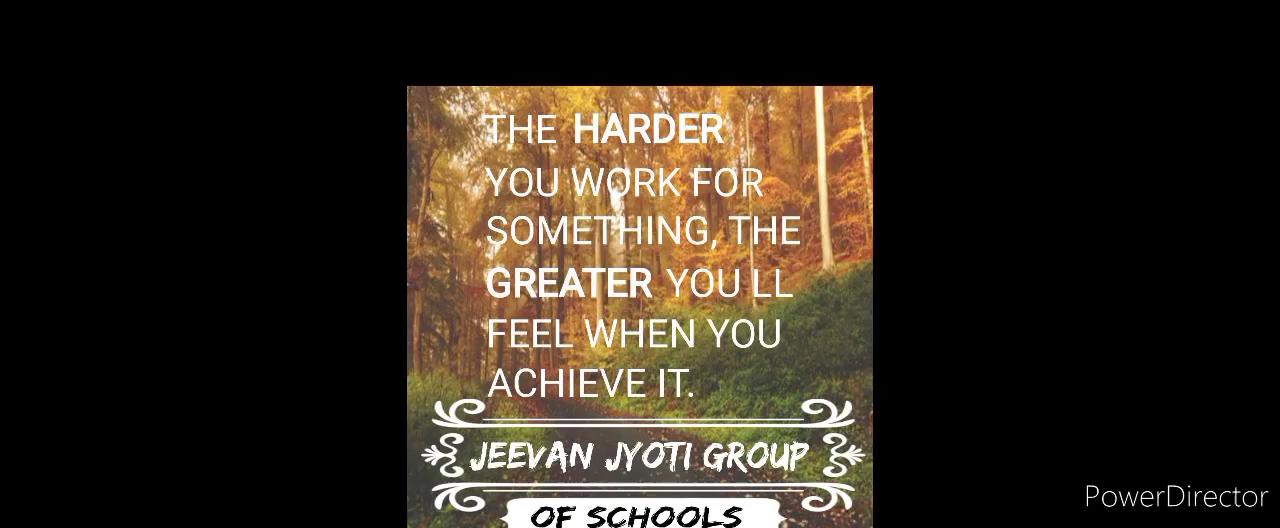 THE HARDER
YOU WORK FOR
SOMETHING, THE
GREATER YOU LL
FEEL WHEN YOU
ACHIEVE IT.
JEEVAN JYOTI GROUP
OF SCHOOLS
PowerDirector